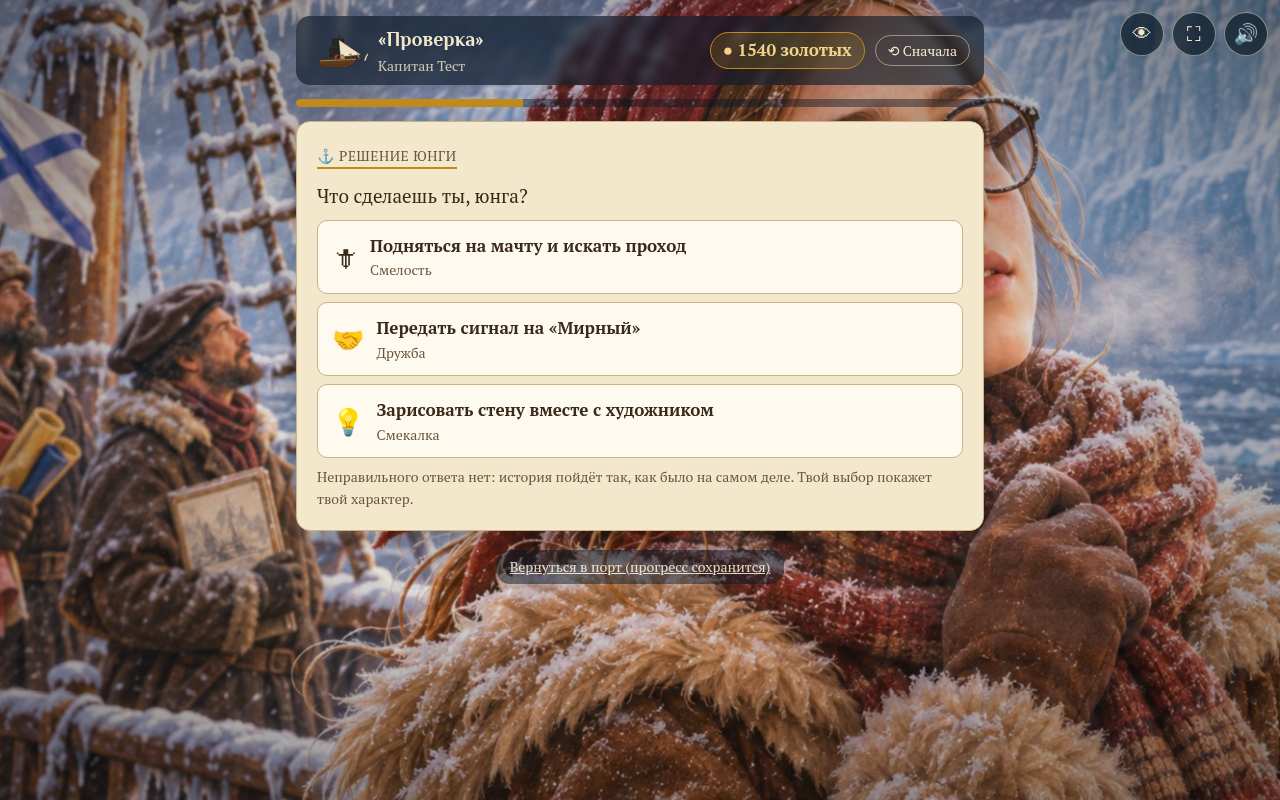 «Проверка»
Капитан Тест
● 1540 золотых
⟲ Сначала
⚓ РЕШЕНИЕ ЮНГИ
Что сделаешь ты, юнга?
Подняться на мачту и искать проход
Смелость
Передать сигнал на «Мирный»
Дружба
Зарисовать стену вместе с художником
Смекалка
Неправильного ответа нет: история пойдёт так, как было на самом деле. Твой выбор покажет
твой характер.
Вернуться в порт (прогресс сохранится)